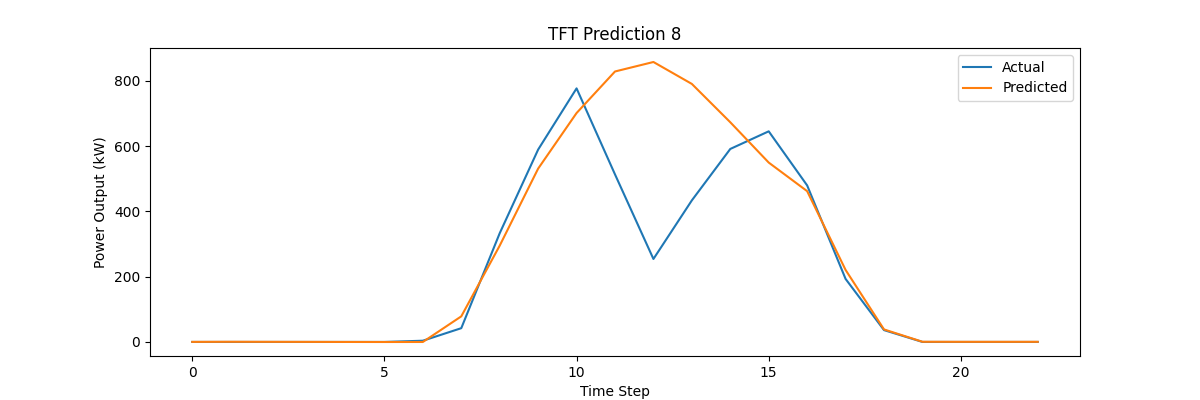 TFT Prediction 8
Actual
Predicted
Power Output (kW)
800
600
400
200
0
0 5 10 15 20
Time Step